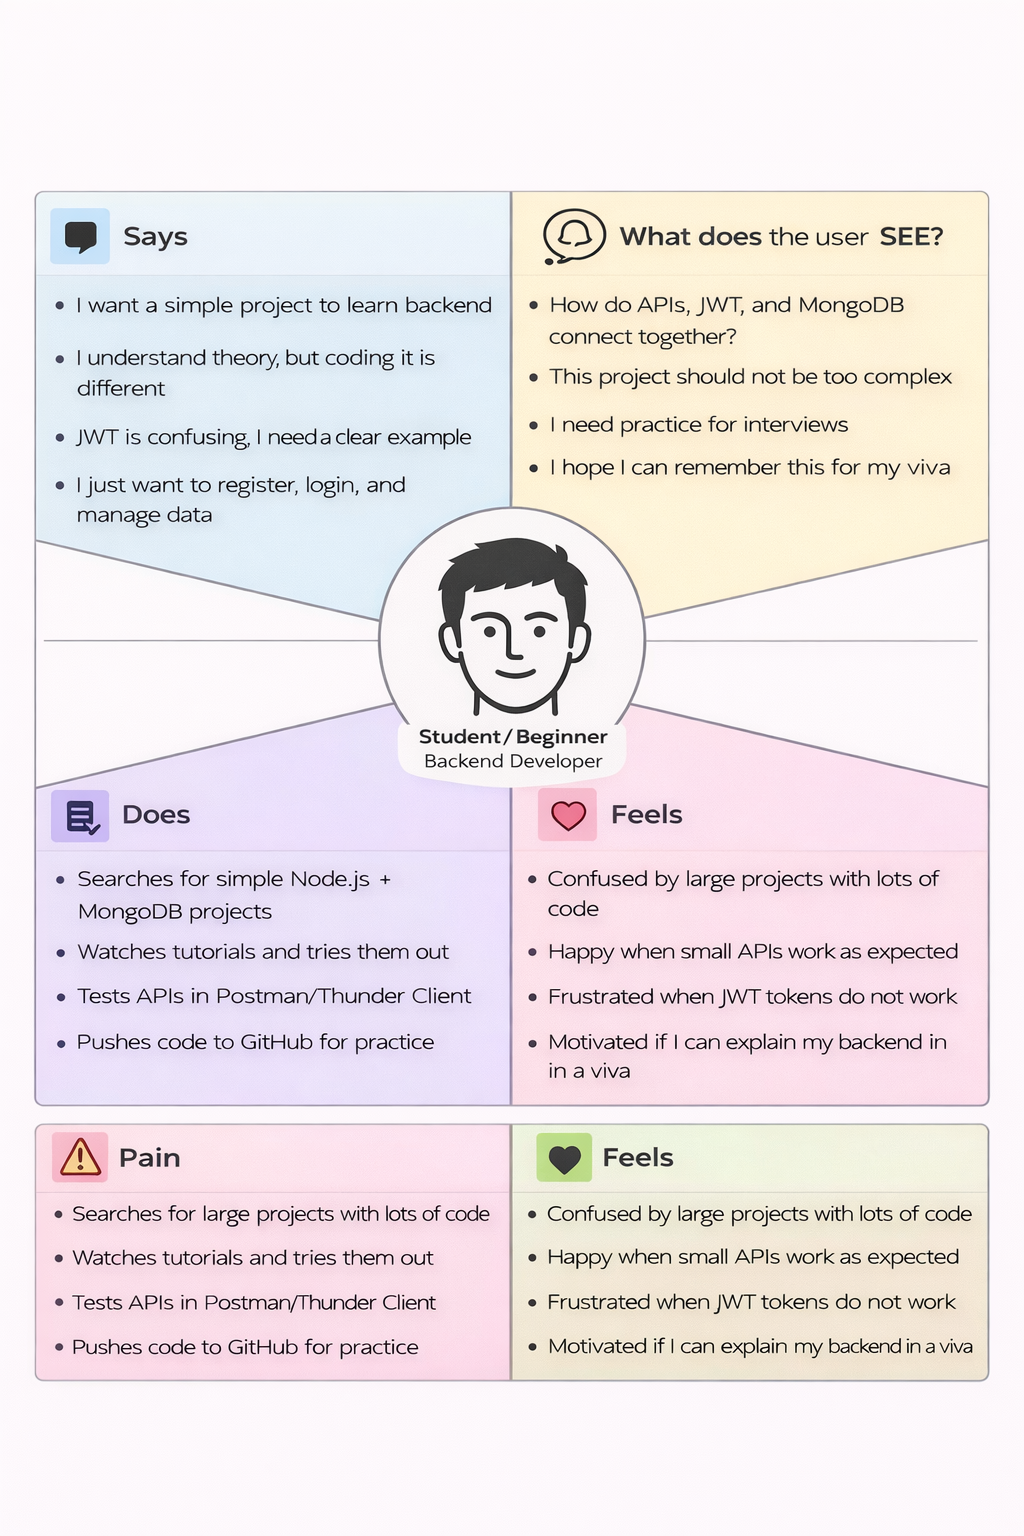 Says
I want a simple project to learn backend
I understand theory, but coding it is
different
JWT is confusing, I need a clear example
I just want to register, login, and
manage data
What does the user SEE?
How do APIs, JWT, and MongoDB
connect together?
This project should not be too complex
I need practice for interviews
I hope I can remember this for my viva
Student/Beginner
Backend Developer
Does
Searches for simple Node.js +
MongoDB projects
Watches tutorials and tries them out
Tests APIs in Postman/Thunder Client
Pushes code to GitHub for practice
Feels
Confused by large projects with lots of
code
Happy when small APIs work as expected
Frustrated when JWT tokens do not work
Motivated if I can explain my backend in
in a viva
Pain
Searches for large projects with lots of code
Watches tutorials and tries them out
Tests APIs in Postman/Thunder Client
Pushes code to GitHub for practice
Feels
Confused by large projects with lots of code
Happy when small APIs work as expected
Frustrated when JWT tokens do not work
Motivated if I can explain my backend in a viva